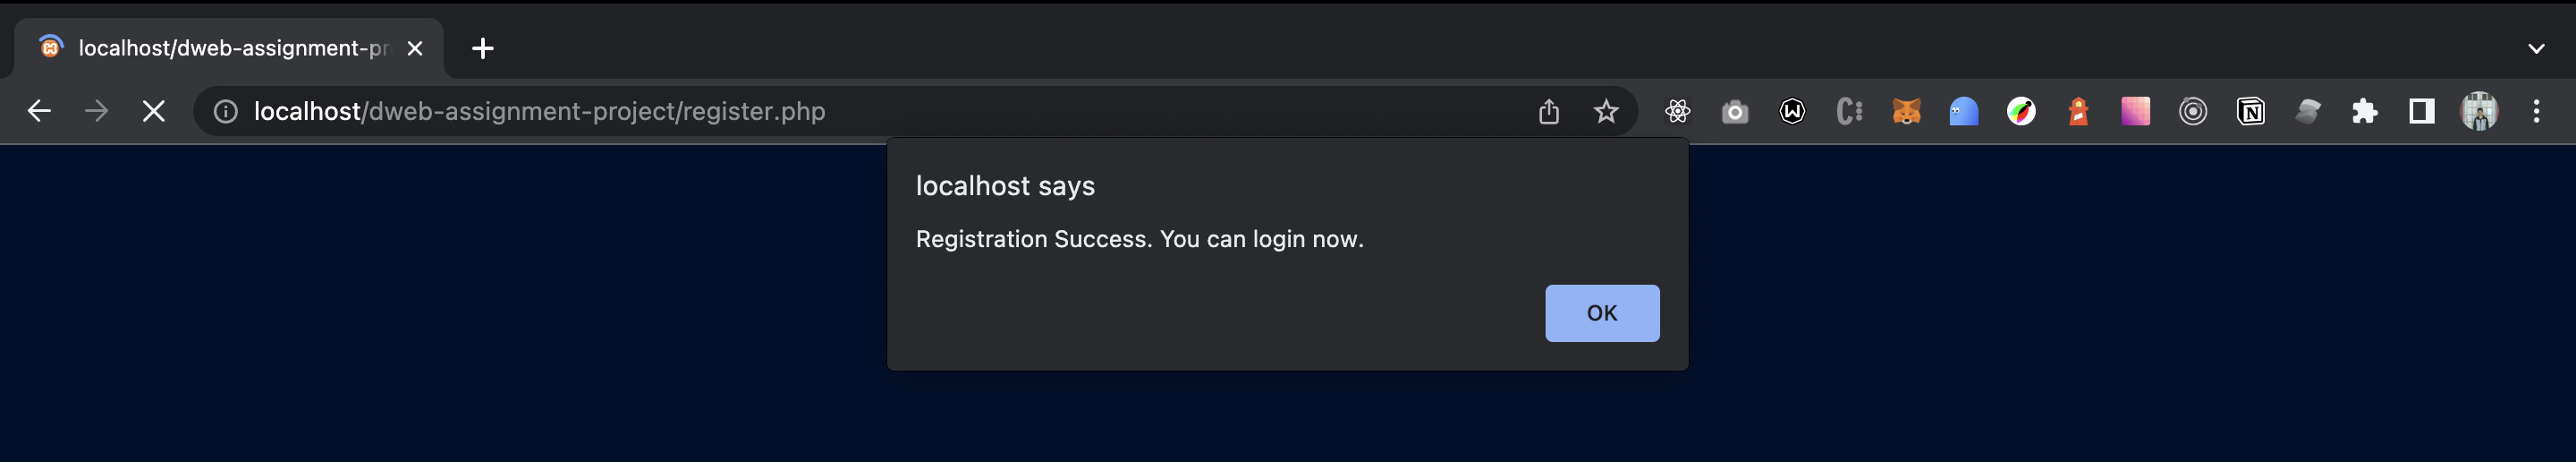 localhost/dweb-assignment-pr
localhost/dweb-assignment-project/register.php
localhost says
Registration Success. You can login now.
OK